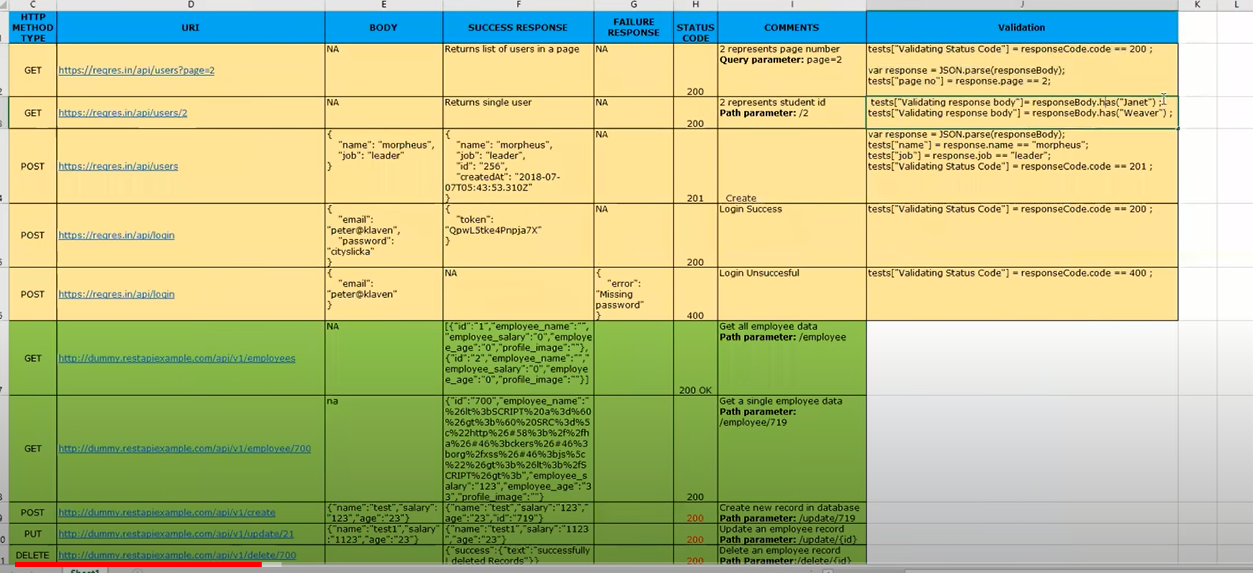 C D E F G H I J K L
HTTP METHOD TYPE URI BODY SUCCESS RESPONSE FAILURE RESPONSE STATUS CODE COMMENTS Validation
GET
https://reqres.in/api/users?page=2
NA
Returns list of users in a page
NA
200
2 represents page number
Query parameter: page=2
tests["Validating Status Code"] = responseCode.code == 200 ;
var response = JSON.parse(responseBody);
tests["page no"] = response.page == 2;
GET
https://reqres.in/api/users/2
NA
Returns single user
NA
200
2 represents student id
Path parameter: /2
tests["Validating response body"]= responseBody.has("Janet") ;
tests["Validating response body"] = responseBody.has("Weaver") ;
POST
https://reqres.in/api/users
{
"name": "morpheus",
"job": "leader"
}
{
"name": "morpheus",
"job": "leader",
"id": "256",
"createdAt": "2018-07-
07T05:43:53.310Z"
}
NA
201
Create
var response = JSON.parse(responseBody);
tests["name"] = response.name == "morpheus";
tests["job"] = response.job == "leader";
tests["Validating Status Code"] = responseCode.code == 201 ;
POST
https://reqres.in/api/login
{
"email":
"peter@klaven",
"password":
"cityslicka"
}
{
"token":
"QpwL5tke4Pnpja7X"
}
NA
200
Login Success
tests["Validating Status Code"] = responseCode.code == 200 ;
POST
https://reqres.in/api/login
{
"email":
"peter@klaven"
}
NA
{
"error":
"Missing
password"
}
400
Login Unsuccesful
tests["Validating Status Code"] = responseCode.code == 400 ;
GET
http://dummy.restapiexample.com/api/v1/employees
NA
[{"id":"1","employee_name":"",
"employee_salary":"0","employe
e_age":"0","profile_image":""},
{"id":"2","employee_name":"","
employee_salary":"0","employe
e_age":"0","profile_image":""}]
200 OK
Get all employee data
Path parameter: /employee
GET
http://dummy.restapiexample.com/api/v1/employee/700
na
{"id":"700","employee_name":"
%26lt%3bSCRIPT%20a%3d%60
%26gt%3b%60%20SRC%3d%5
c%22http%26#58%3b%2f%2fh
a%26#46%3bckers%26#46%3
borg%2fxss%26#46%3bjs%5c
%22%26gt%3b%26lt%3b%2fS
CRIPT%26gt%3b","employee_s
alary":"123","employee_age":"3
3","profile_image":""}
200
Get a single employee data
Path parameter:
/employee/719
POST
http://dummy.restapiexample.com/api/v1/create
{"name":"test","salary":
"123","age":"23"}
{"name":"test","salary":"123",
"age":"23","id":"719"}
200
Create new record in database
Path parameter: /update/719
PUT
http://dummy.restapiexample.com/api/v1/update/21
{"name":"test1","salary"
:"1123","age":"23"}
{"name":"test1","salary":"1123
","age":"23"}
200
Update an employee record
Path parameter: /update/{id}
DELETE
http://dummy.restapiexample.com/api/v1/delete/700
{"success":{"text":"successfully
! deleted Records"}}
200
Delete an employee record
Path parameter:/delete/{id}
Sheet1